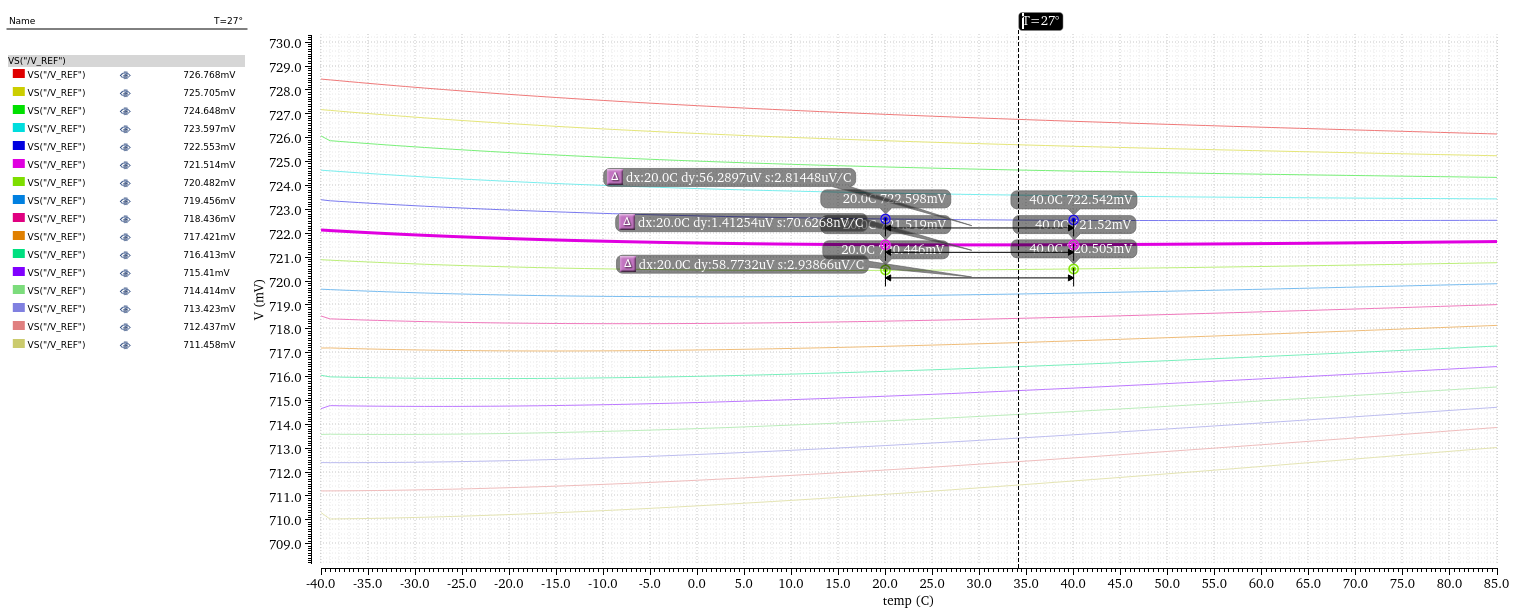 Name T=27°
VS("/V_REF")
VS("/V_REF") 726.768mV
VS("/V_REF") 725.705mV
VS("/V_REF") 724.648mV
VS("/V_REF") 723.597mV
VS("/V_REF") 722.553mV
VS("/V_REF") 721.514mV
VS("/V_REF") 720.482mV
VS("/V_REF") 719.456mV
VS("/V_REF") 718.436mV
VS("/V_REF") 717.421mV
VS("/V_REF") 716.413mV
VS("/V_REF") 715.41mV
VS("/V_REF") 714.414mV
VS("/V_REF") 713.423mV
VS("/V_REF") 712.437mV
VS("/V_REF") 711.458mV
T=27°
730.0
729.0
728.0
727.0
726.0
725.0
724.0
723.0
722.0
721.0
720.0
719.0
718.0
717.0
716.0
715.0
714.0
713.0
712.0
711.0
710.0
709.0
V (mV)
Δ dx:20.0C dy:56.2897uV s:2.81448uV/C
20.0C 722.598mV
40.0C 722.542mV
Δ dx:20.0C dy:1.41254uV s:70.6268nV/C
40.0C
Δ dx:20.0C dy:58.7732uV s:2.93866uV/C
20.0C
40.0C
-40.0 -35.0 -30.0 -25.0 -20.0 -15.0 -10.0 -5.0 0.0 5.0 10.0 15.0 20.0 25.0 30.0 35.0 40.0 45.0 50.0 55.0 60.0 65.0 70.0 75.0 80.0 85.0
temp (C)